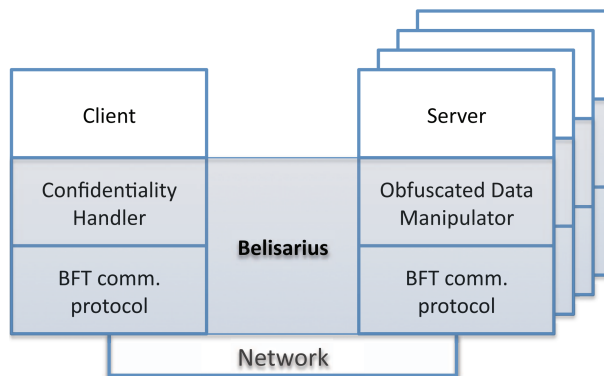 Client
Server
Confidentiality
Handler
Obfuscated Data
Manipulator
Belisarius
BFT comm.
protocol
BFT comm.
protocol
Network